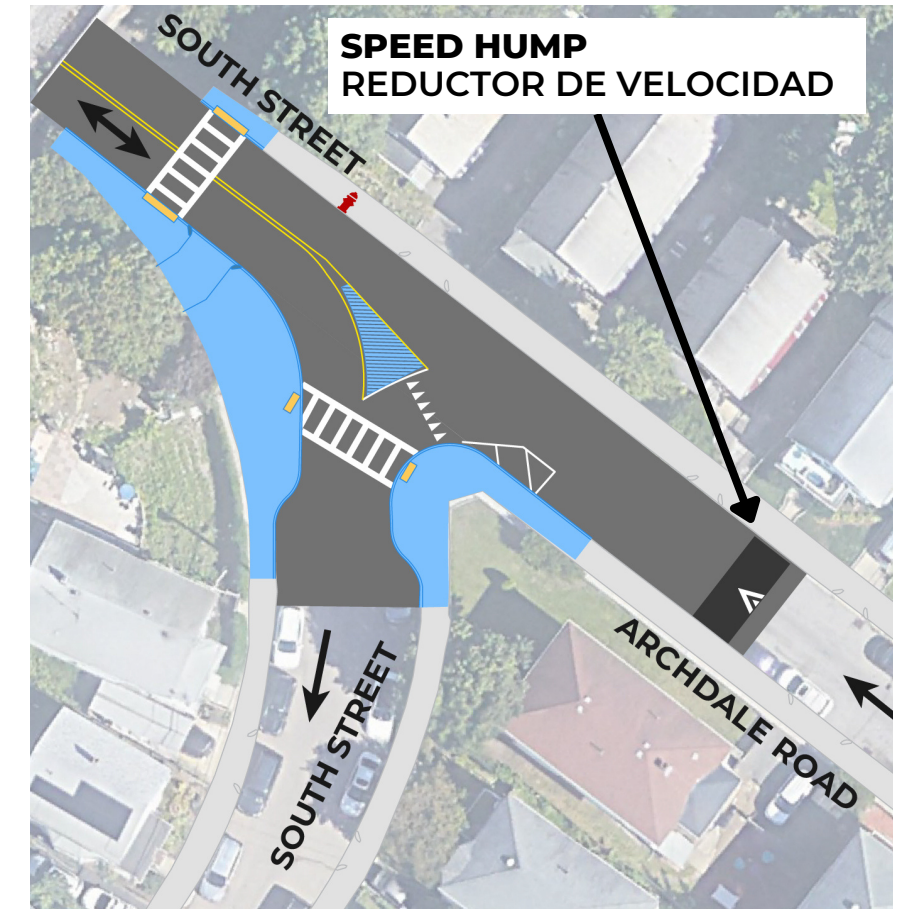 SOUTH STREET
SPEED HUMP
REDUCTOR DE VELOCIDAD
ARCHDALE ROAD
SOUTH STREET